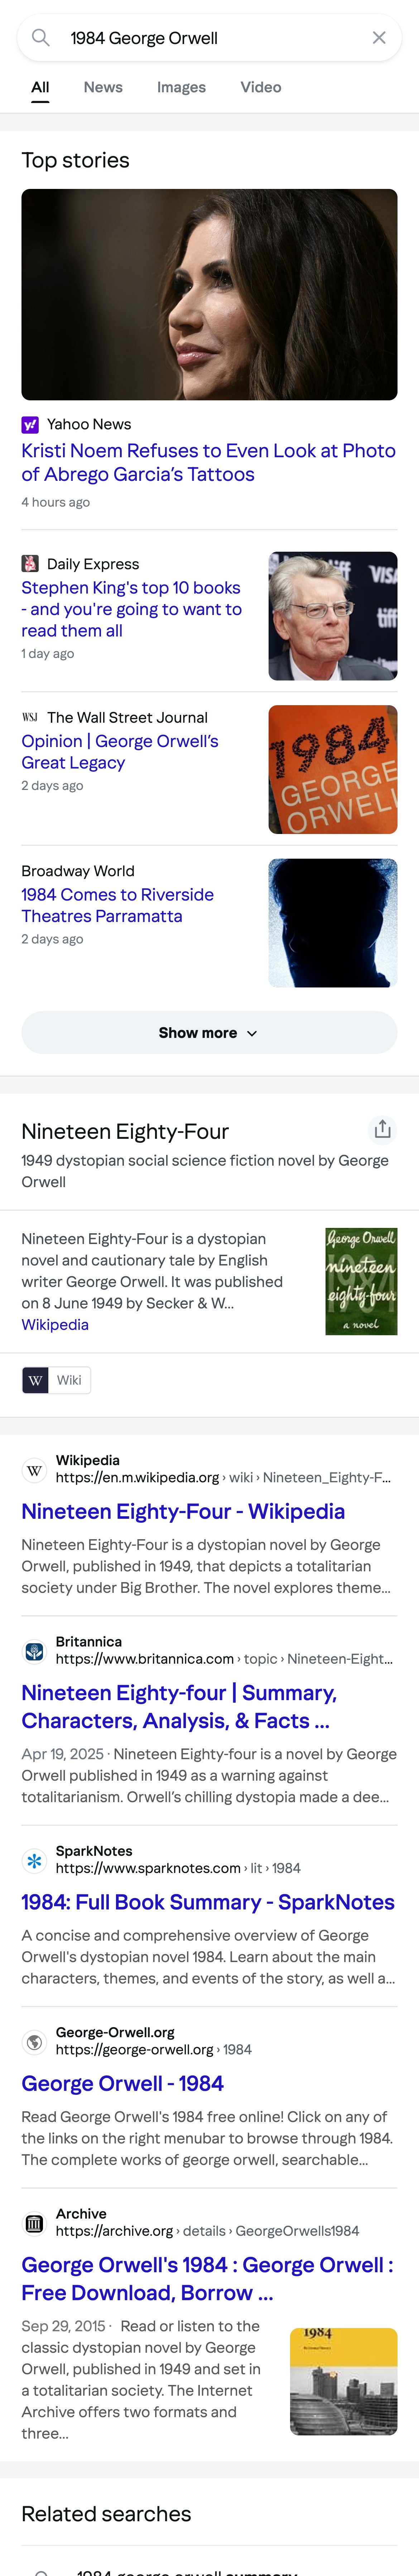 1984 George Orwell
All News Images Video
Top stories
Yahoo News
Kristi Noem Refuses to Even Look at Photo
of Abrego Garcia's Tattoos
4 hours ago
Daily Express
Stephen King's top 10 books
- and you're going to want to
read them all
1 day ago
VISA
tiff
WSJ The Wall Street Journal
Opinion | George Orwell's
Great Legacy
2 days ago
1984
GEORGE
ORWELL
Broadway World
1984 Comes to Riverside
Theatres Parramatta
2 days ago
Show more
Nineteen Eighty-Four
1949 dystopian social science fiction novel by George
Orwell
Nineteen Eighty-Four is a dystopian
novel and cautionary tale by English
writer George Orwell. It was published
on 8 June 1949 by Secker & W...
Wikipedia
George Orwell
nineteen
eighty-four
a novel
W Wiki
Wikipedia
https://en.m.wikipedia.org › wiki › Nineteen_Eighty-F...
Nineteen Eighty-Four - Wikipedia
Nineteen Eighty-Four is a dystopian novel by George
Orwell, published in 1949, that depicts a totalitarian
society under Big Brother. The novel explores theme...
Britannica
https://www.britannica.com › topic › Nineteen-Eight...
Nineteen Eighty-four | Summary,
Characters, Analysis, & Facts ...
Apr 19, 2025 · Nineteen Eighty-four is a novel by George
Orwell published in 1949 as a warning against
totalitarianism. Orwell's chilling dystopia made a dee...
SparkNotes
https://www.sparknotes.com › lit › 1984
1984: Full Book Summary - SparkNotes
A concise and comprehensive overview of George
Orwell's dystopian novel 1984. Learn about the main
characters, themes, and events of the story, as well a...
George-Orwell.org
https://george-orwell.org › 1984
George Orwell - 1984
Read George Orwell's 1984 free online! Click on any of
the links on the right menubar to browse through 1984.
The complete works of george orwell, searchable...
Archive
https://archive.org › details › GeorgeOrwells1984
George Orwell's 1984 : George Orwell :
Free Download, Borrow ...
Sep 29, 2015 · Read or listen to the
classic dystopian novel by George
Orwell, published in 1949 and set in
a totalitarian society. The Internet
Archive offers two formats and
three...
1984
Related searches
1984 george orwell summary